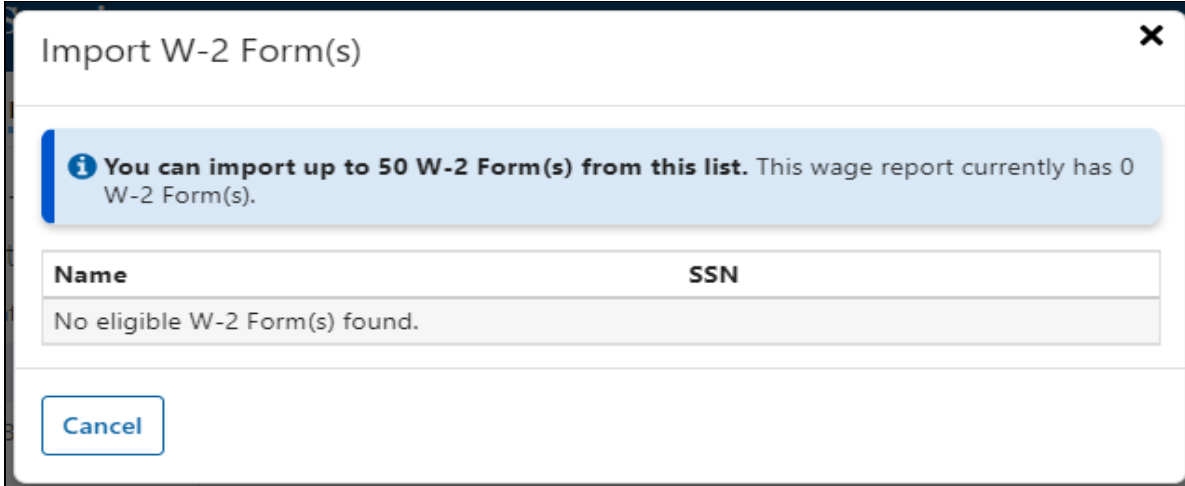 Import W-2 Form(s)
You can import up to 50 W-2 Form(s) from this list. This wage report currently has 0
W-2 Form(s).
Name SSN
No eligible W-2 Form(s) found.
Cancel